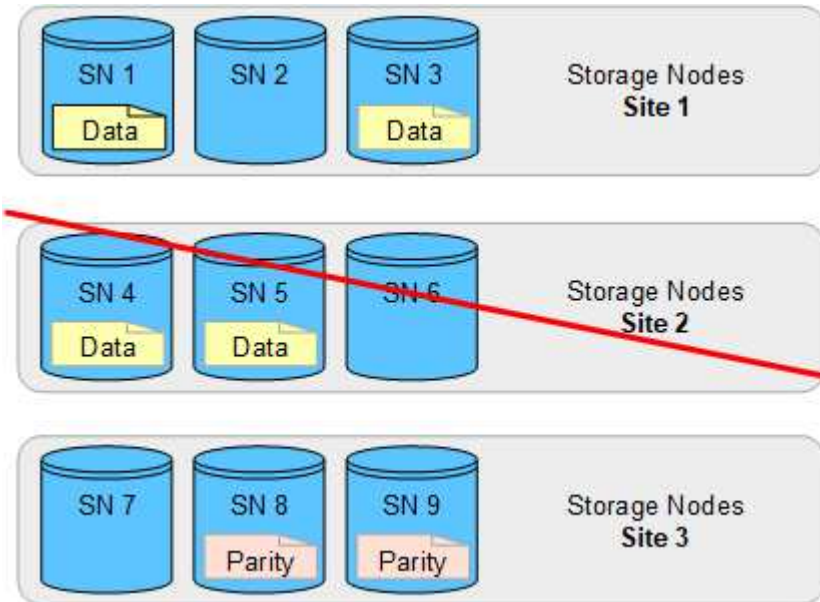 SN 1 SN 2 SN 3 Storage Nodes
Site 1
Data Data
SN 4 SN 5 SN 6 Storage Nodes
Site 2
Data Data
SN 7 SN 8 SN 9 Storage Nodes
Site 3
Parity Parity